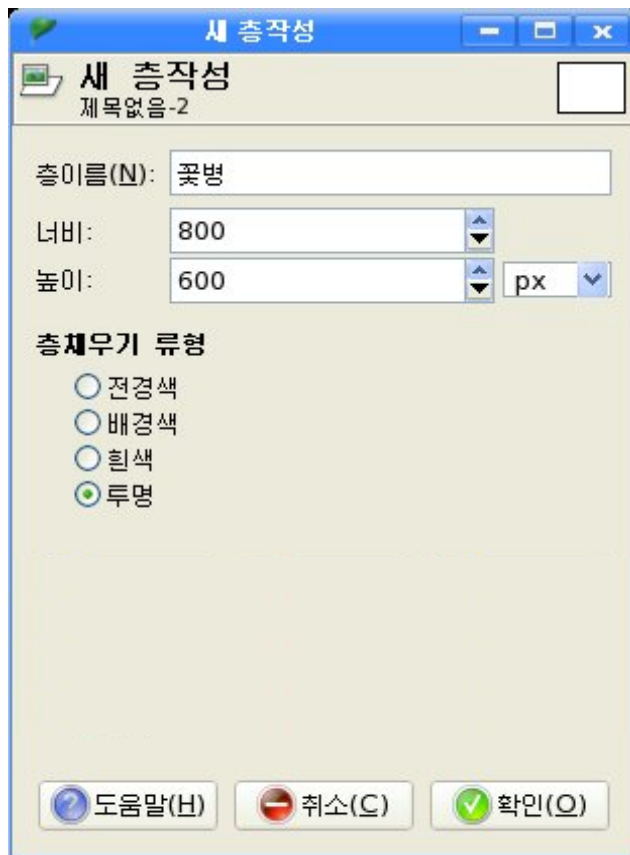 새 층작성
새 층작성
제목없음-2
층이름(N): 꽃병
너비: 800
높이: 600 px
층채우기 류형
전경색
배경색
흰색
투명
도움말(H) 취소(C) 확인(O)